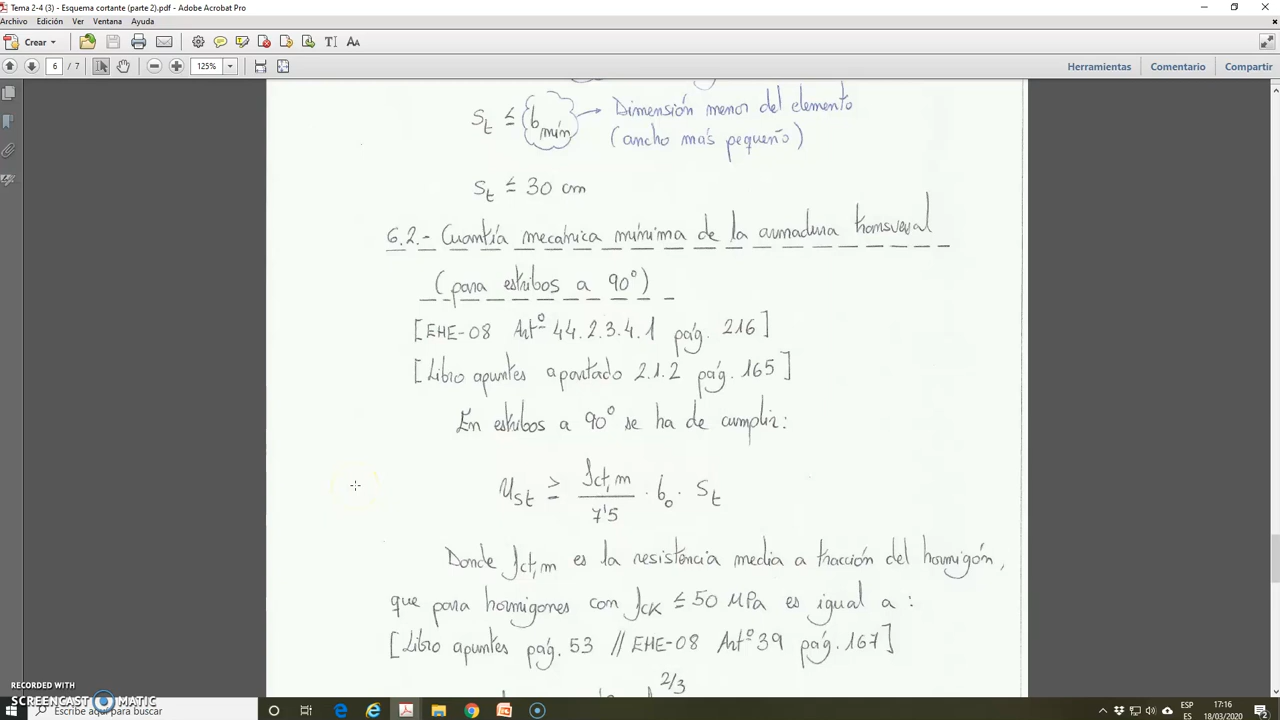 Tema 2-4 (3) - Esquema cortante (parte 2).pdf - Adobe Acrobat Pro
Archivo Edición Ver Ventana Ayuda
Crear
6 / 7 125% Herramientas Comentario Compartir
St ≤ bmín → Dimensión menor del elemento
(ancho más pequeño)
St ≤ 30 cm
6.2.- Cuantía mecánica mínima de la armadura transversal
(para estribos a 90º)
[EHE-08 Artº 44.2.3.4.1 pág. 216]
[Libro apuntes apartado 2.1.2 pág. 165]
En estribos a 90º se ha de cumplir:
Ust ≥ fct,m / 7'5 · bo · St
Donde fct,m es la resistencia media a tracción del hormigón,
que para hormigones con fck ≤ 50 MPa es igual a:
[Libro apuntes pág. 53 // EHE-08 Artº 39 pág. 167]
2/3
RECORDED WITH
SCREENCAST MATIC
Escribe aquí para buscar
ESP 17:16
ES 18/03/2020
2